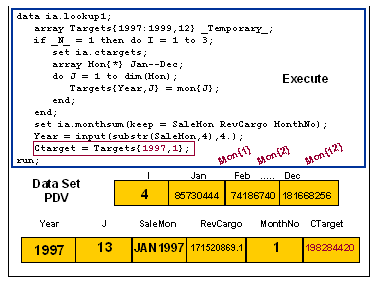 data ia.lookup1;
array Targets{1997:1999,12} _Temporary_;
if _N_ = 1 then do I = 1 to 3;
set ia.ctargets;
array Mon{*} Jan--Dec;
do J = 1 to dim(Mon);
Targets{Year,J} = mon{J};
end;
end;
set ia.monthsum(keep = SaleMon RevCargo MonthNo);
Year = input(substr(SaleMon,4),4.);
Ctarget = Targets{1997,1};
run;
Execute
Mon{1} Mon{2} Mon{12}
Data Set
PDV
I Jan Feb ..... Dec
4 85730444 74186740 181668256
Year J SaleMon RevCargo MonthNo CTarget
1997 13 JAN1997 171520869.1 1 198284420